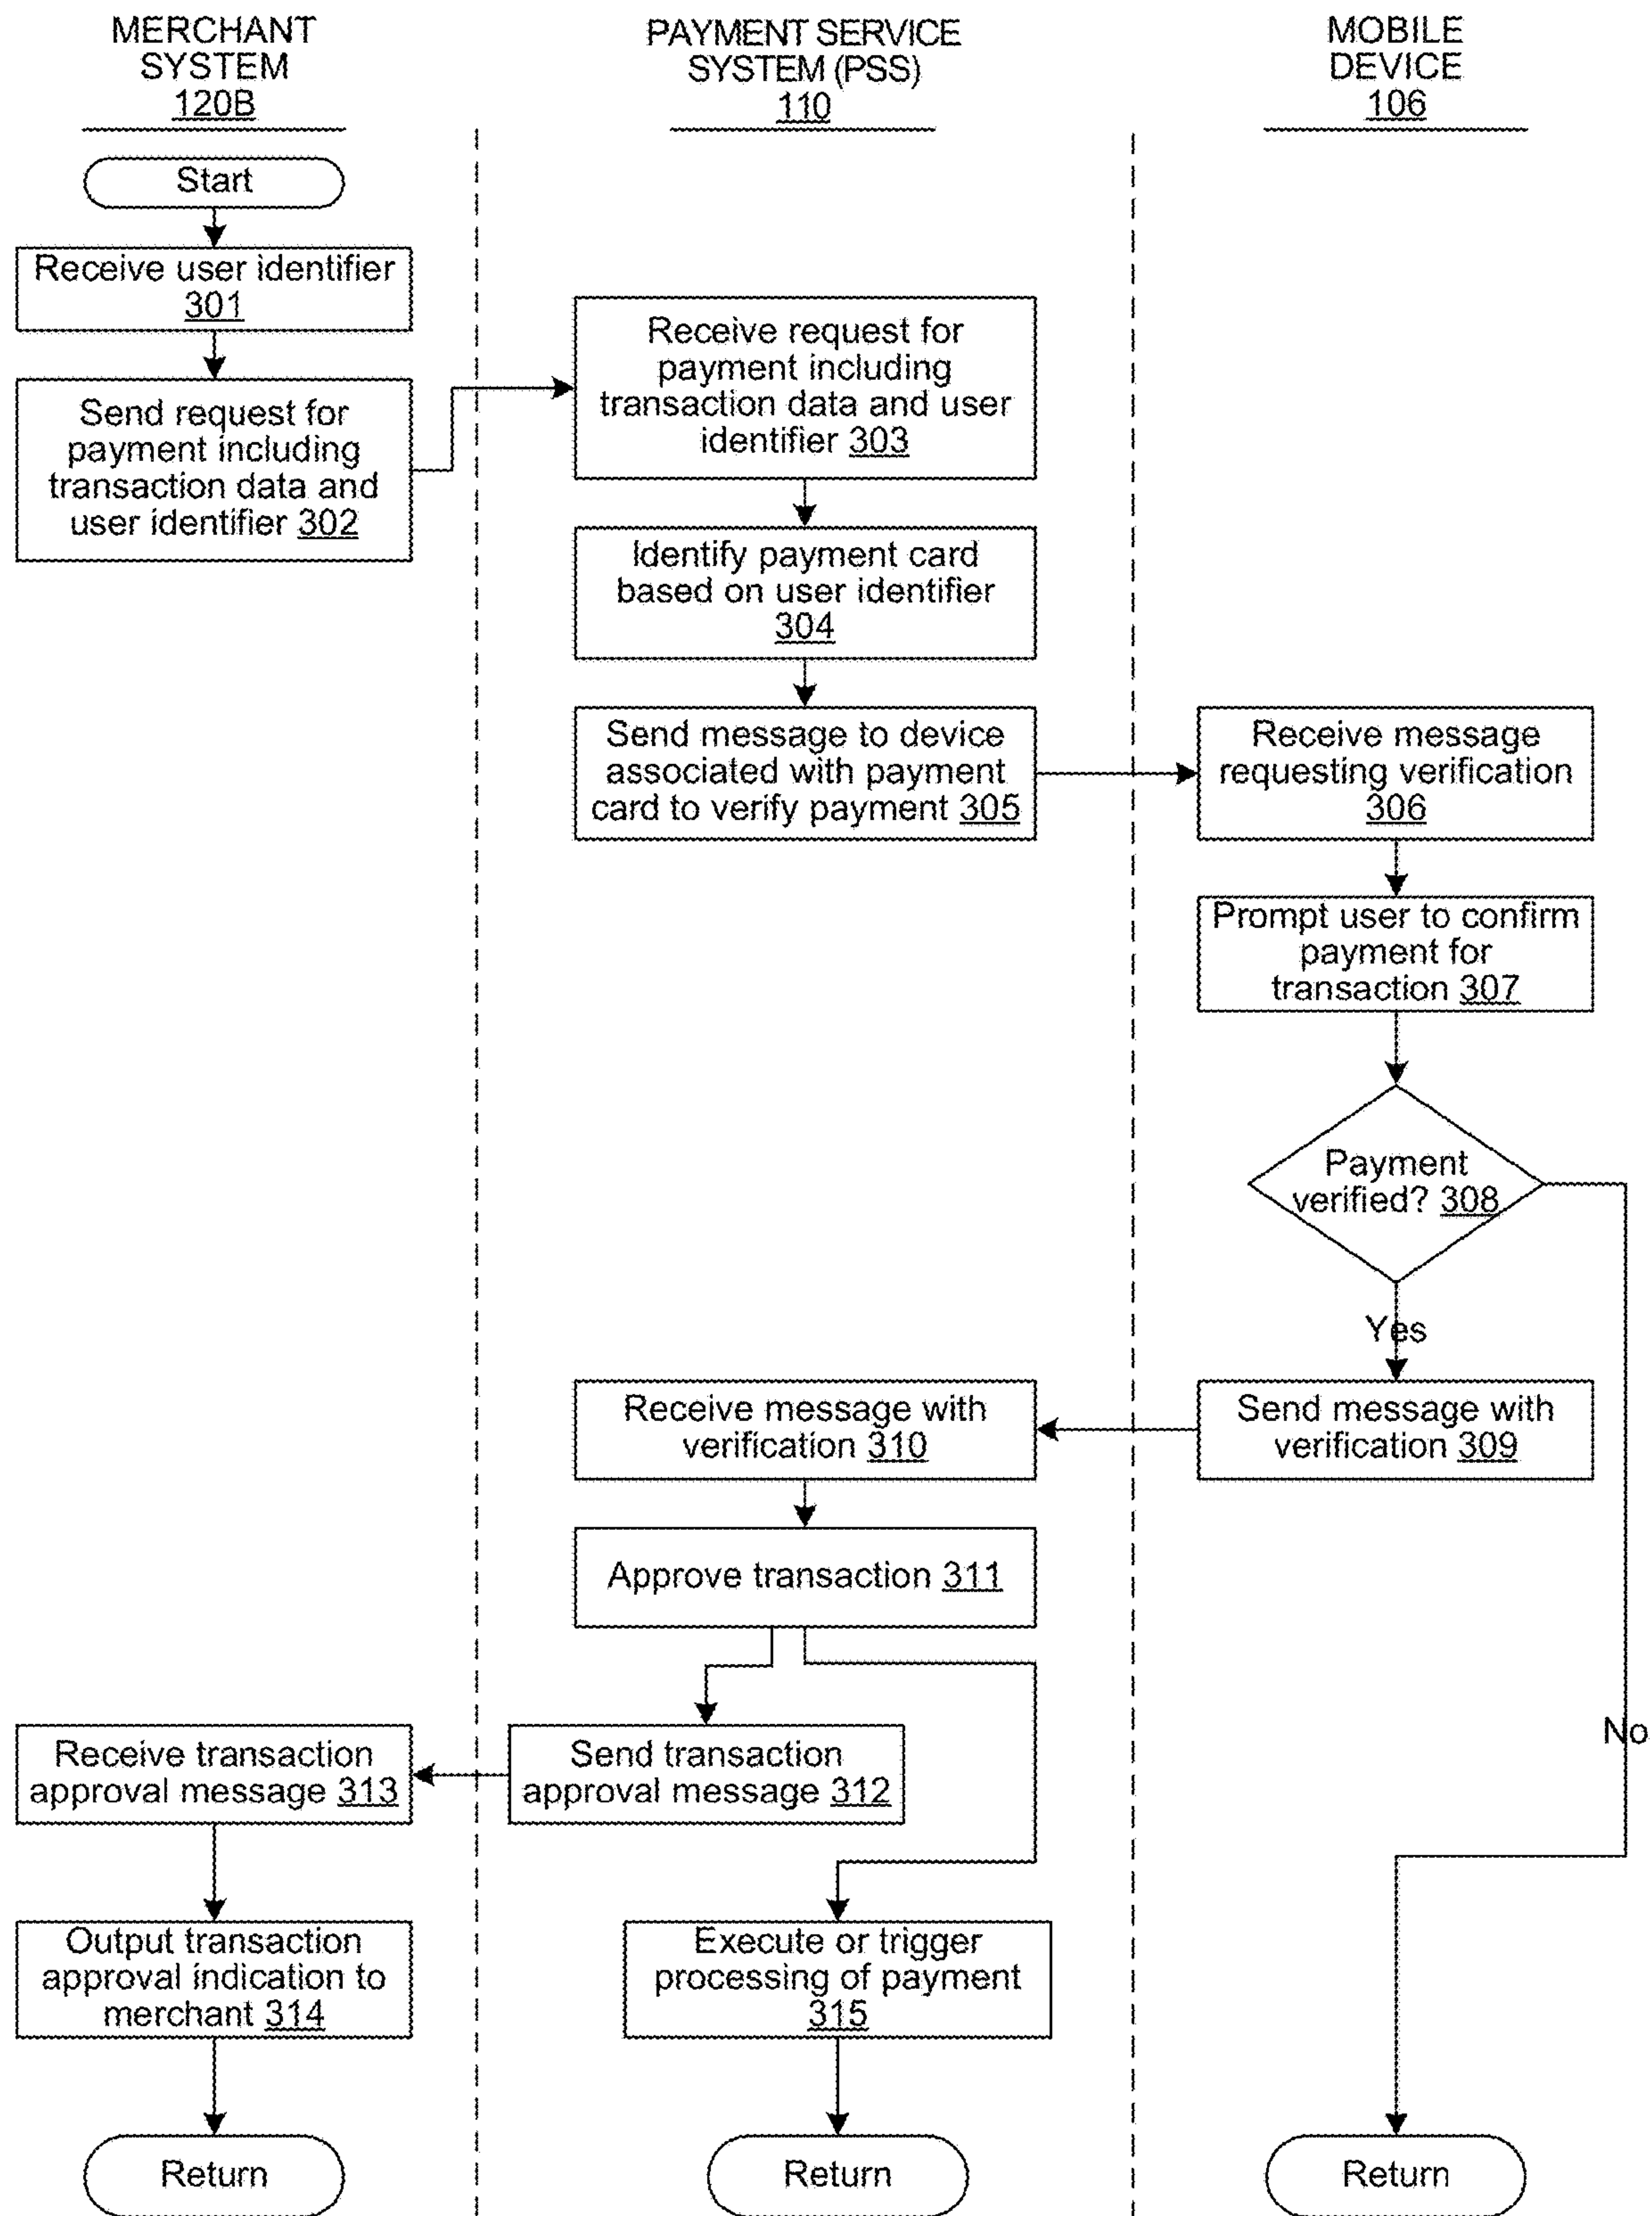 MERCHANT
SYSTEM
120B
PAYMENT SERVICE
SYSTEM (PSS)
110
MOBILE
DEVICE
106
Start
Receive user identifier
301
Send request for
payment including
transaction data and
user identifier 302
Receive request for
payment including
transaction data and user
identifier 303
Identify payment card
based on user identifier
304
Send message to device
associated with payment
card to verify payment 305
Receive message
requesting verification
306
Prompt user to confirm
payment for
transaction 307
Payment
verified? 308
Yes
No
Send message with
verification 309
Receive message with
verification 310
Approve transaction 311
Send transaction
approval message 312
Receive transaction
approval message 313
Output transaction
approval indication to
merchant 314
Execute or trigger
processing of payment
315
Return
Return
Return